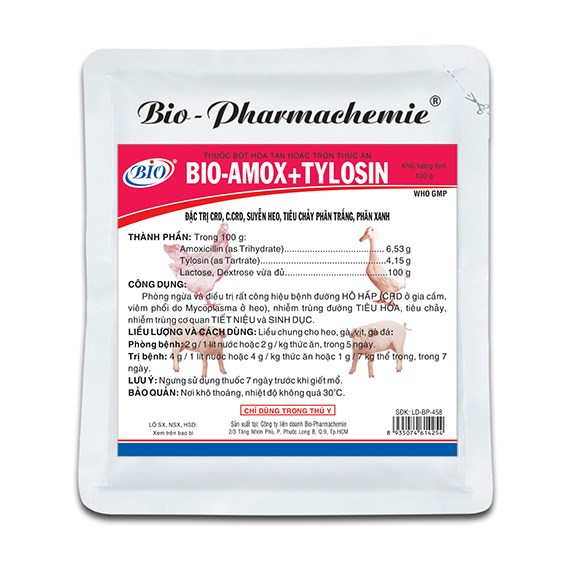 Bio - Pharmachemie®
THUỐC BỘT HÒA TAN HOẶC TRỘN THỨC ĂN
BIO
BIO-AMOX+TYLOSIN
Khối lượng tịnh
100 g
WHO GMP
ĐẶC TRỊ CRD, C.CRD, SUYỄN HEO, TIÊU CHẢY PHÂN TRẮNG, PHÂN XANH
THÀNH PHẦN: Trong 100 g:
Amoxicillin (as Trihydrate)................................ 6,53 g
Tylosin (as Tartrate)............................................4,15 g
Lactose, Dextrose vừa đủ...................................100 g
CÔNG DỤNG:
Phòng ngừa và điều trị rất công hiệu bệnh đường HÔ HẤP (CRD ở gia cầm,
viêm phổi do Mycoplasma ở heo), nhiễm trùng đường TIÊU HÓA, tiêu chảy,
nhiễm trùng cơ quan TIẾT NIỆU và SINH DỤC.
LIỀU LƯỢNG VÀ CÁCH DÙNG: Liều chung cho heo, gà, vịt, gà đá:
Phòng bệnh: 2 g / 1 lít nước hoặc 2 g / kg thức ăn, trong 5 ngày.
Trị bệnh: 4 g / 1 lít nước hoặc 4 g / kg thức ăn hoặc 1 g / 7 kg thể trọng, trong 7
ngày.
LƯU Ý: Ngưng sử dụng thuốc 7 ngày trước khi giết mổ.
BẢO QUẢN: Nơi khô thoáng, nhiệt độ không quá 30°C.
CHỈ DÙNG TRONG THÚ Y
SĐK: LD-BP-458
LÔ SX, NSX, HSD:
Xem trên bao bì
Sản xuất tại: Công ty liên doanh Bio-Pharmachemie
2/3 Tăng Nhơn Phú, P. Phước Long B, Q.9, Tp.HCM
8 935074 614254